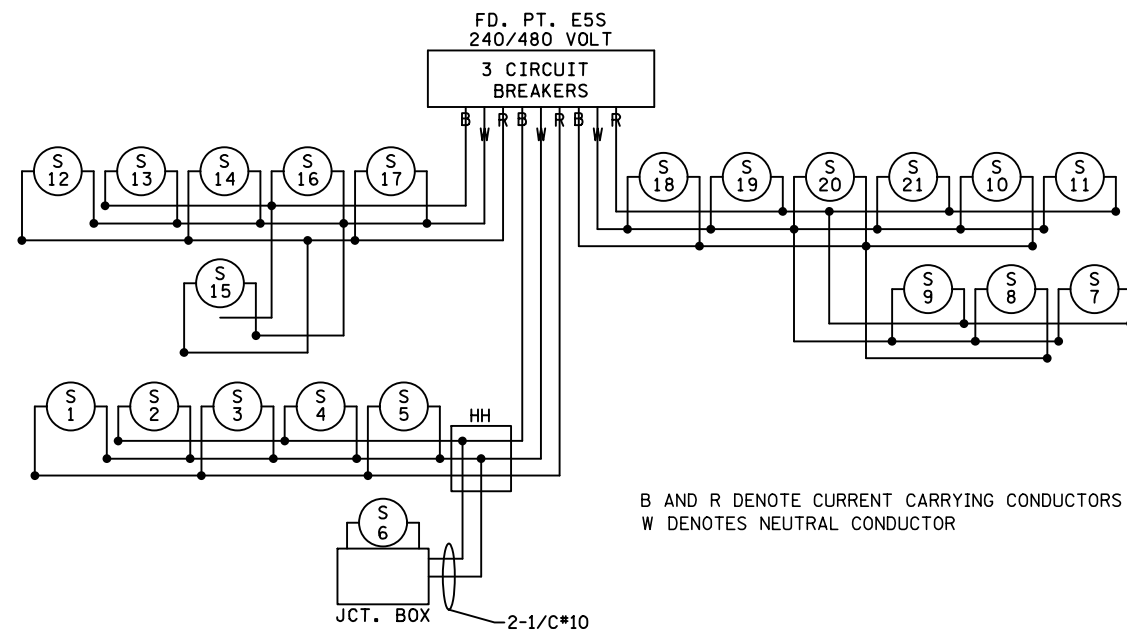 FD. PT. E5S
240/480 VOLT
3 CIRCUIT
BREAKERS
B W R B W R B W R
S 12
S 13
S 14
S 16
S 17
S 18
S 19
S 20
S 21
S 10
S 11
S 15
S 9
S 8
S 7
S 1
S 2
S 3
S 4
S 5
HH
S 6
JCT. BOX
2-1/C#10
B AND R DENOTE CURRENT CARRYING CONDUCTORS
W DENOTES NEUTRAL CONDUCTOR